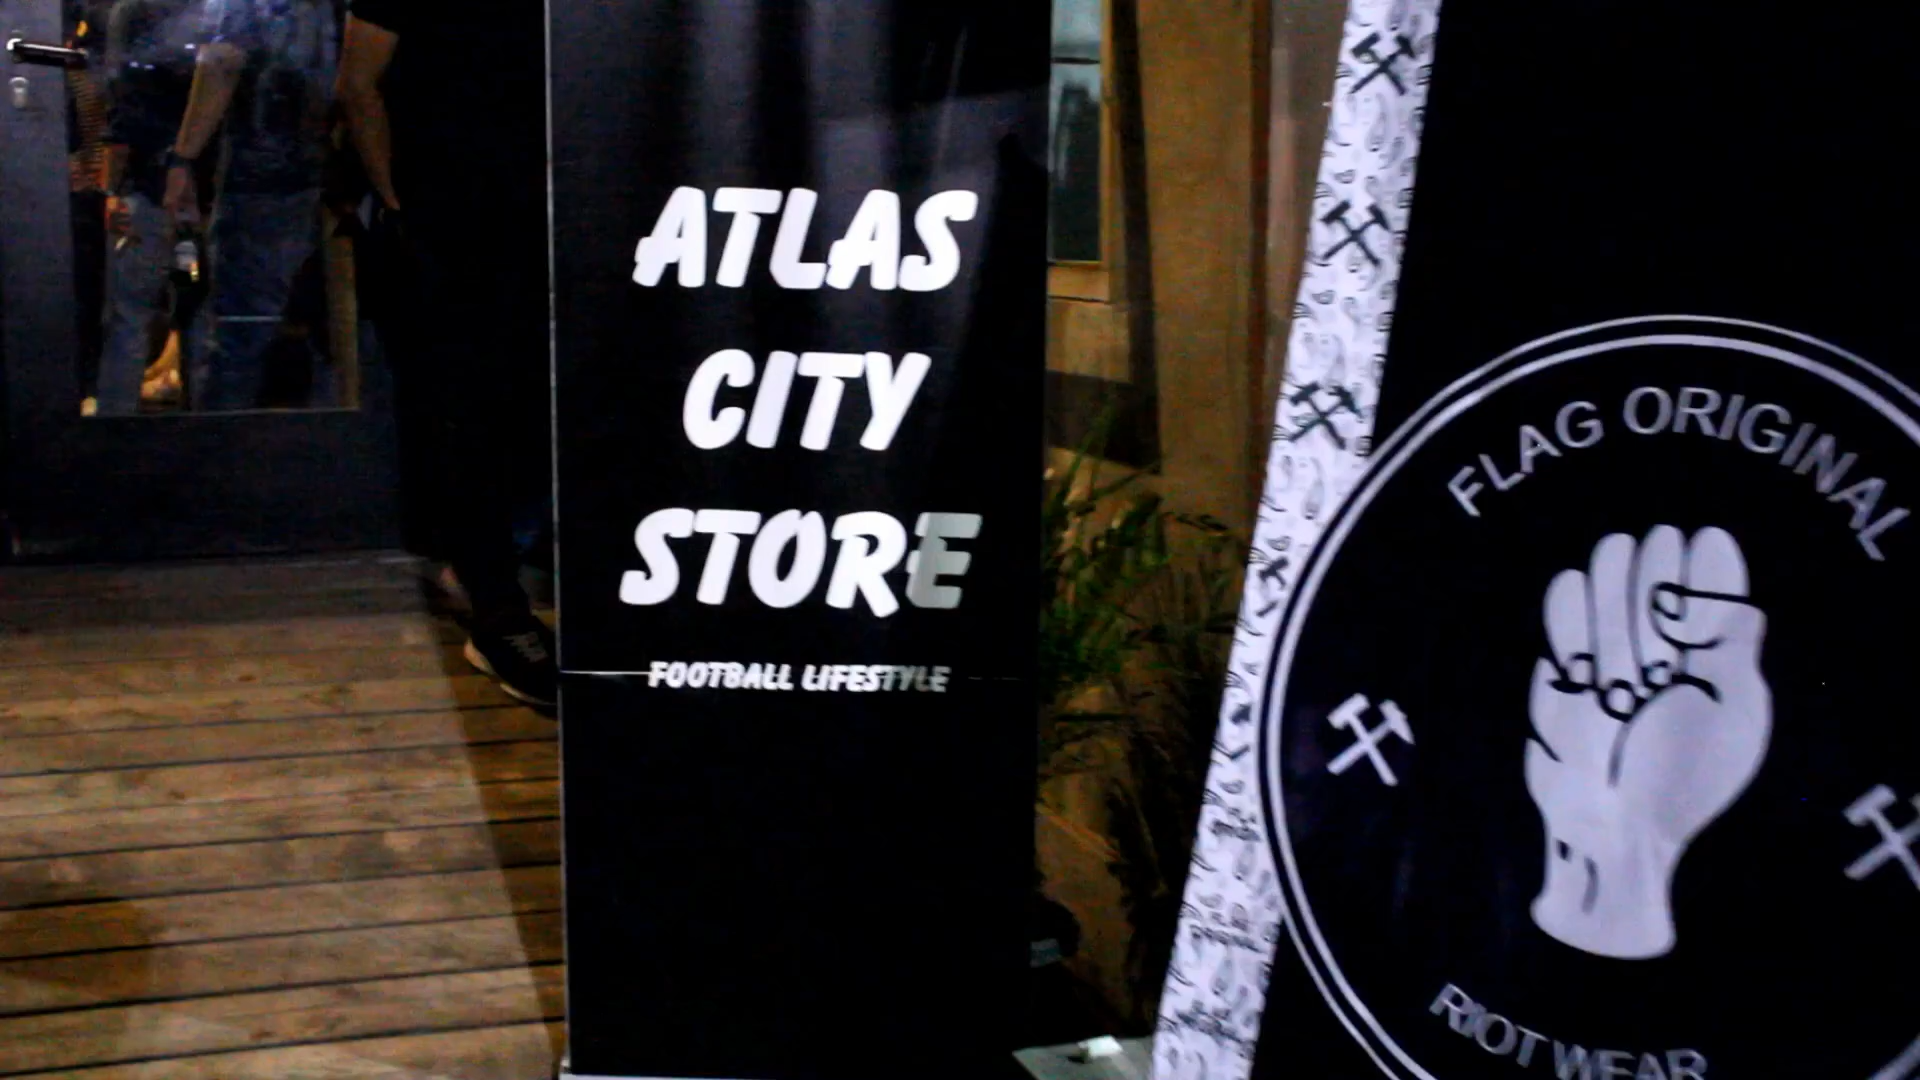 ATLAS
CITY
STORE
FOOTBALL LIFESTYLE
FLAG ORIGINAL
RIOT WEAR